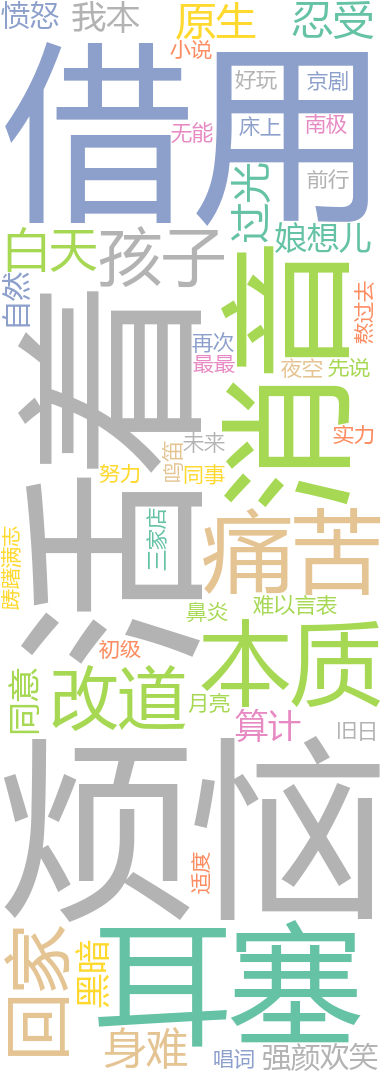 愤怒
我本
原生
忍受
小说
借用
好玩
京剧
无能
床上
南极
前行
过光
娘想儿
白天
孩子
自然
消音
熬过去
活着
再次
最最
夜空
先说
实力
未来
鸣笛
努力
同事
踌躇满志
三家店
痛苦
鼻炎
难以言表
初级
本质
同意
改道
月亮
算计
旧日
烦恼
适度
回家
黑暗
耳塞
身难
唱词
强颜欢笑